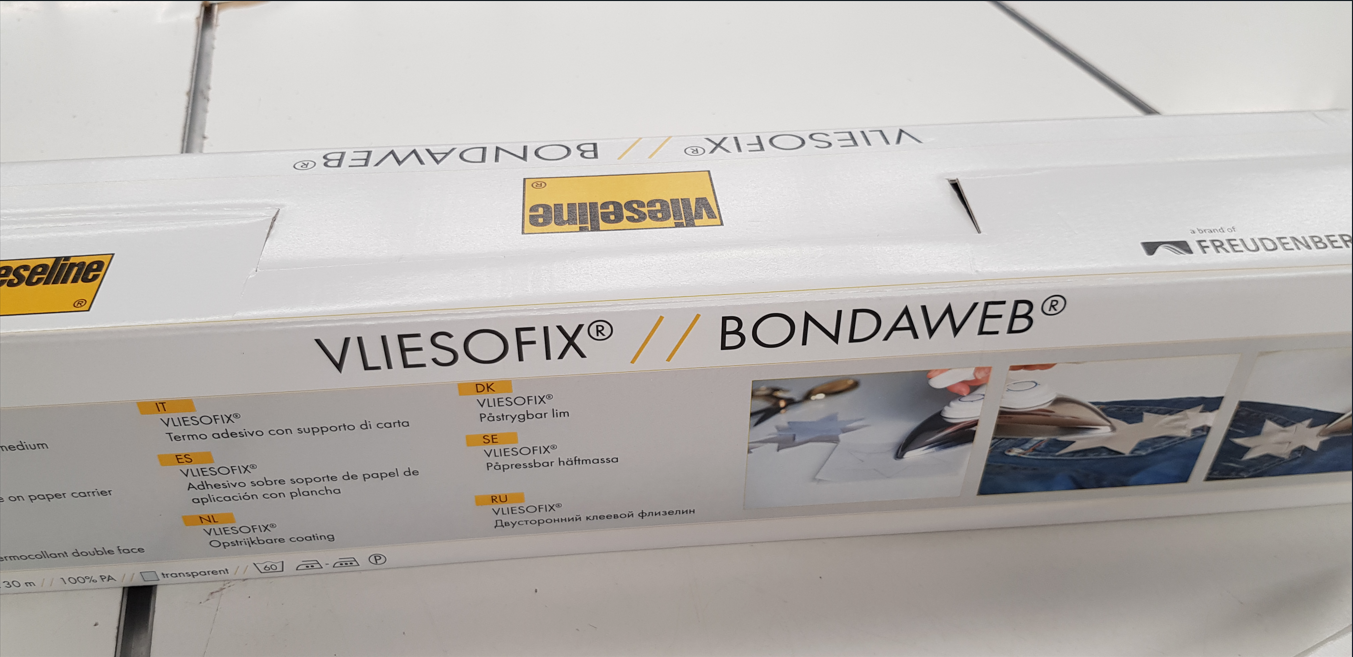 VLIESOFIX® // BONDAWEB®
vlieseline®
eseline®
a brand of
FREUDENBER
VLIESOFIX® // BONDAWEB®
medium
on paper carrier
ermocollant double face
IT
VLIESOFIX®
Termo adesivo con supporto di carta
ES
VLIESOFIX®
Adhesivo sobre soporte de papel de
aplicación con plancha
NL
VLIESOFIX®
Opstrijkbare coating
DK
VLIESOFIX®
Påstrygbar lim
SE
VLIESOFIX®
Påpressbar häftmassa
RU
VLIESOFIX®
Двусторонний клеевой флизелин
30 m // 100% PA // transparent // 60 P